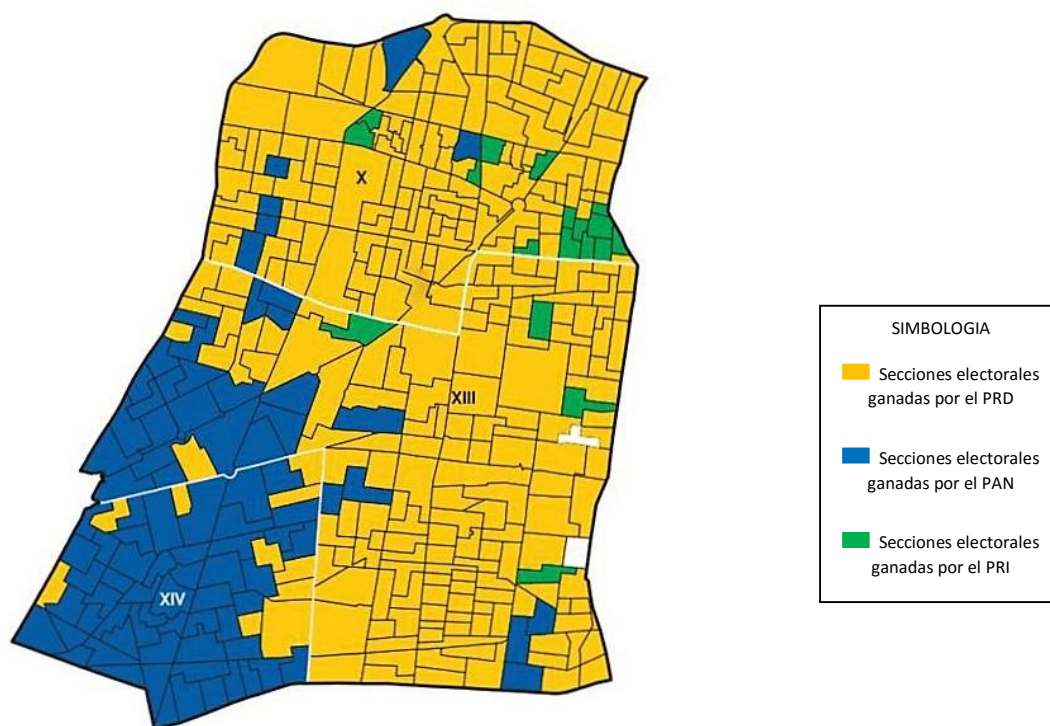 X
XIII
XIV
SIMBOLOGIA
Secciones electorales
ganadas por el PRD
Secciones electorales
ganadas por el PAN
Secciones electorales
ganadas por el PRI